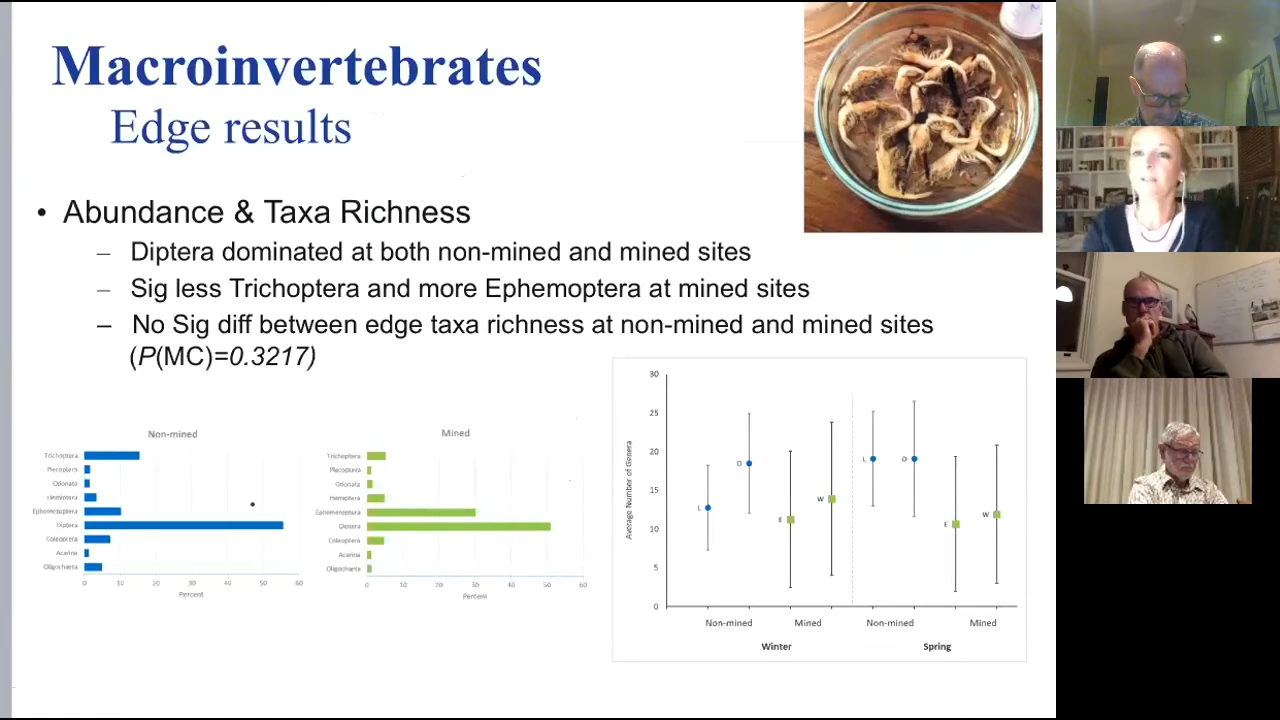 Macroinvertebrates
Edge results
• Abundance & Taxa Richness
– Diptera dominated at both non-mined and mined sites
– Sig less Trichoptera and more Ephemoptera at mined sites
– No Sig diff between edge taxa richness at non-mined and mined sites
(P(MC)=0.3217)
Non-mined
Trichoptera
Plecoptera
Odonata
Hemiptera
Ephemeroptera
Diptera
Coleoptera
Acarina
Oligochaeta
0 10 20 30 40 50 60
Percent
Mined
Trichoptera
Plecoptera
Odonata
Hemiptera
Ephemeroptera
Diptera
Coleoptera
Acarina
Oligochaeta
0 10 20 30 40 50 60
Percent
Average Number of Genera
30
25
20
15
10
5
0
L D E W L O E W
Non-mined Mined Non-mined Mined
Winter Spring